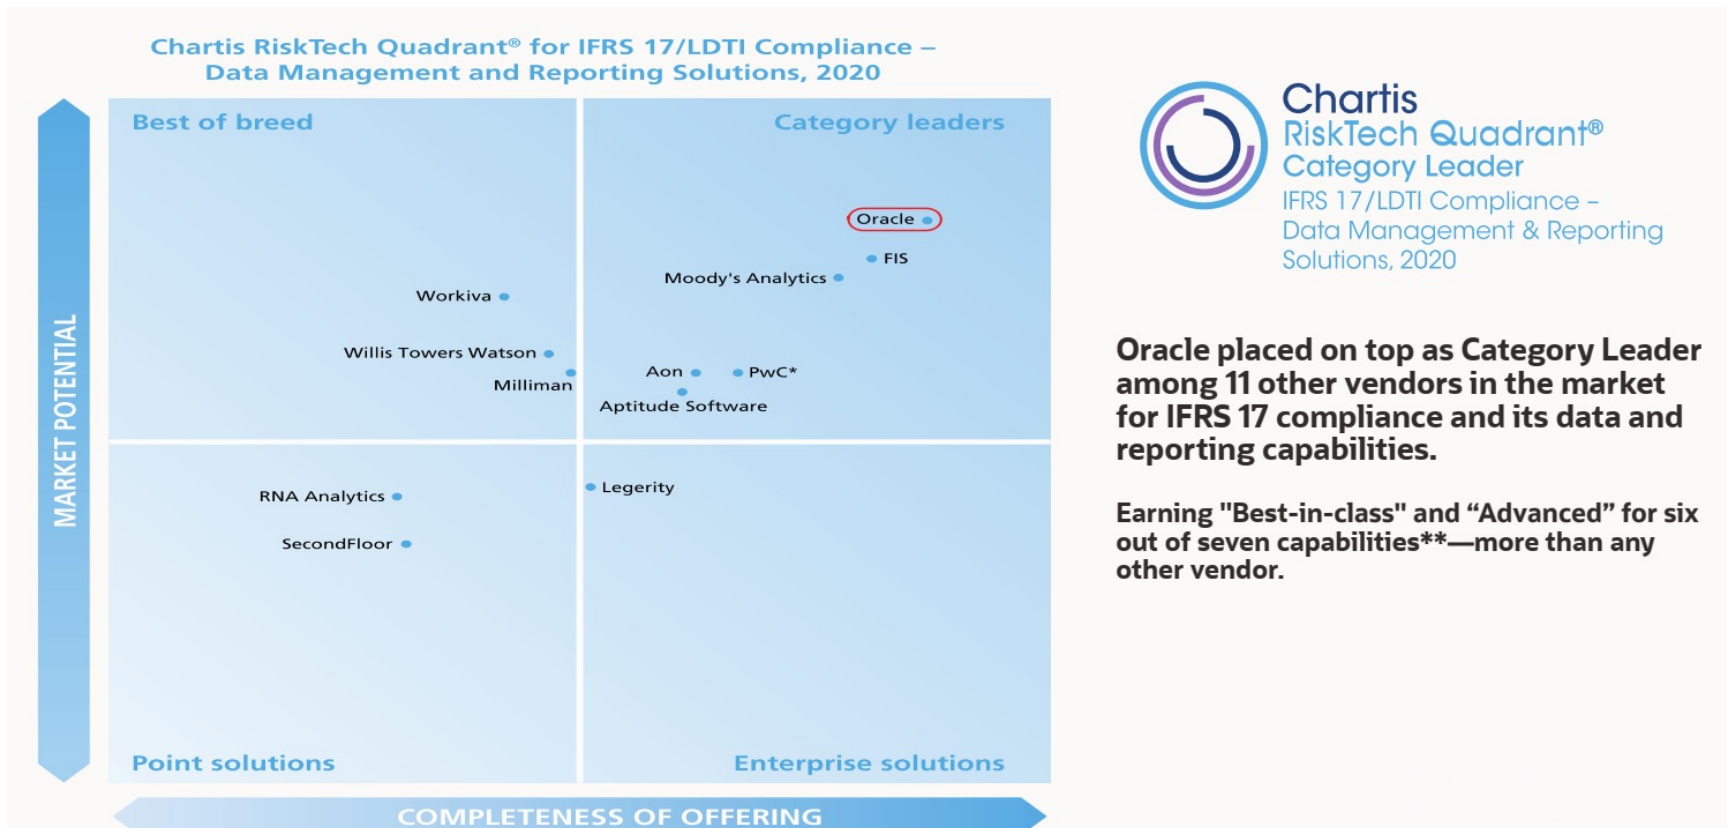 Chartis RiskTech Quadrant® for IFRS 17/LDTI Compliance –
Data Management and Reporting Solutions, 2020
Best of breed
Category leaders
Oracle
FIS
Moody's Analytics
Workiva
Willis Towers Watson
Milliman
Aon
PwC*
Aptitude Software
RNA Analytics
Legerity
SecondFloor
Point solutions
Enterprise solutions
MARKET POTENTIAL
COMPLETENESS OF OFFERING
Chartis
RiskTech Quadrant®
Category Leader
IFRS 17/LDTI Compliance –
Data Management & Reporting
Solutions, 2020
Oracle placed on top as Category Leader
among 11 other vendors in the market
for IFRS 17 compliance and its data and
reporting capabilities.
Earning "Best-in-class" and “Advanced” for six
out of seven capabilities**—more than any
other vendor.